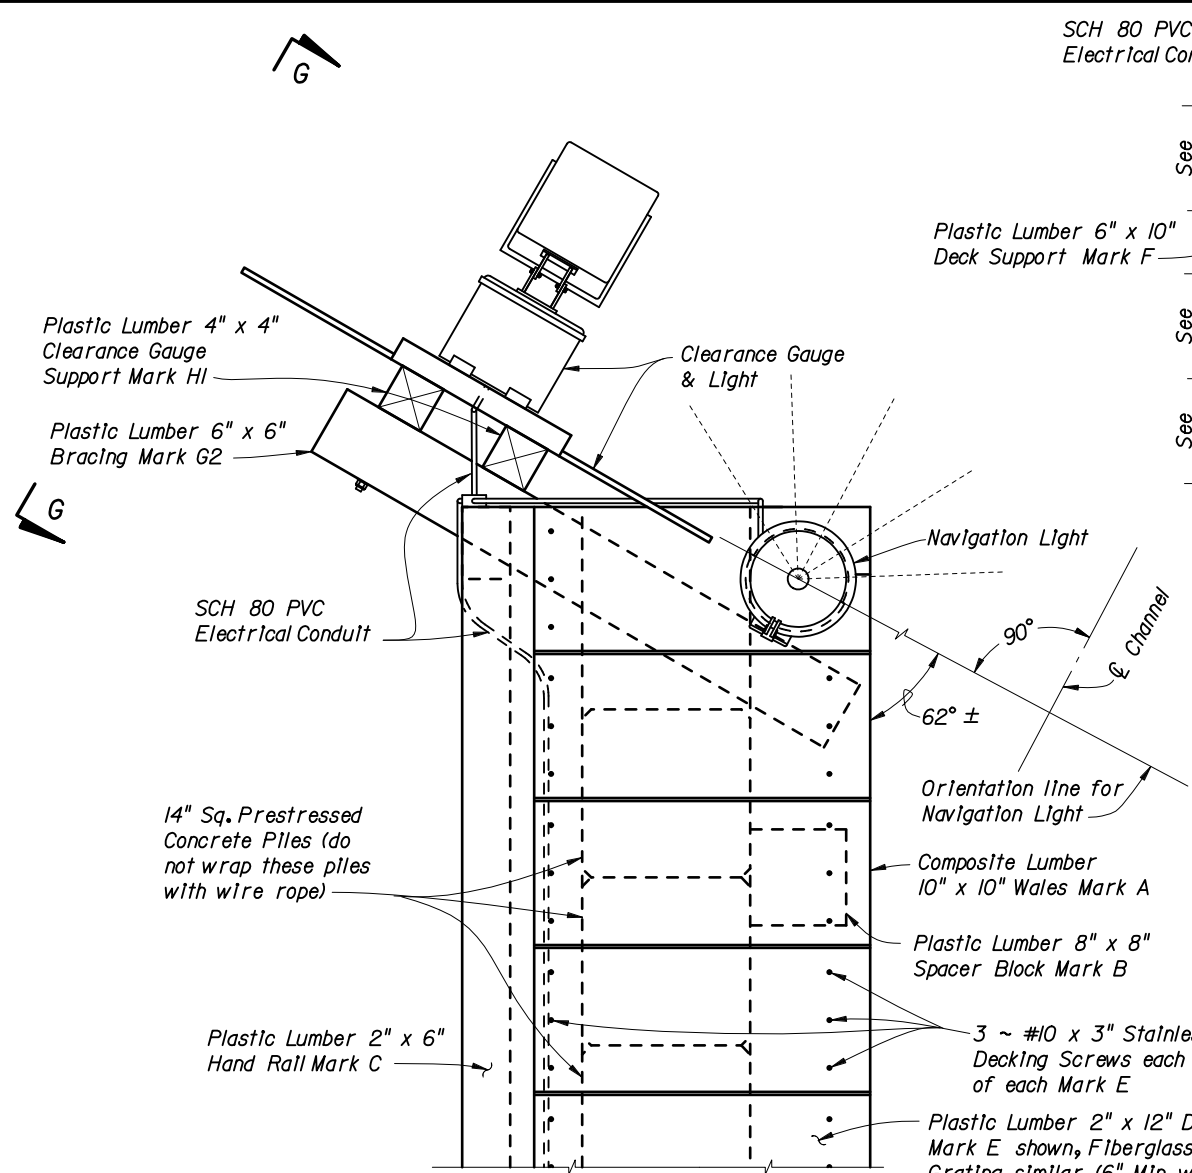 SCH 80 PVC
G
See
Plastic Lumber 6" x 10"
Deck Support Mark F
Plastic Lumber 4" x 4"
Clearance Gauge
Support Mark H1
See
Clearance Gauge
& Light
Plastic Lumber 6" x 6"
Bracing Mark G2
See
G
Navigation Light
SCH 80 PVC
Electrical Conduit
90°
℄ Channel
62° ±
Orientation line for
Navigation Light
14" Sq. Prestressed
Concrete Piles (do
not wrap these piles
with wire rope)
Composite Lumber
10" x 10" Wales Mark A
Plastic Lumber 8" x 8"
Spacer Block Mark B
Plastic Lumber 2" x 6"
Hand Rail Mark C
3 ~ #10 x 3"
Decking Screws each
of each Mark E
Plastic Lumber 2" x 12"
Mark E shown, Fiberglass